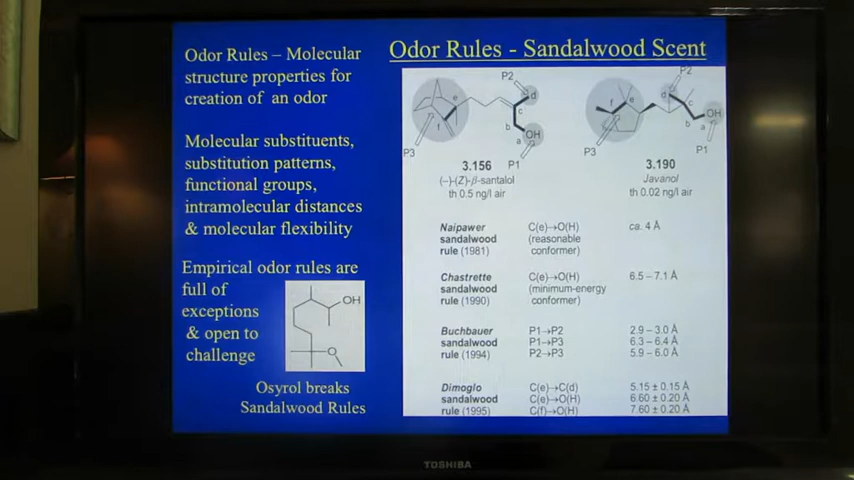 Odor Rules – Molecular
structure properties for
creation of an odor
Molecular substituents,
substitution patterns,
functional groups,
intramolecular distances
& molecular flexibility
Empirical odor rules are
full of
exceptions
& open to
challenge
OH
O
Osyrol breaks
Sandalwood Rules
Odor Rules - Sandalwood Scent
P2
d
e
c
f
b
OH
a
P3
P1
3.156
(–)-(Z)-β-santalol
th 0.5 ng/l air
P2
d
f
e
c
OH
b
a
P3
P1
3.190
Javanol
th 0.02 ng/l air
Naipawer C(e)→O(H) ca. 4 Å
sandalwood (reasonable
rule (1981) conformer)
Chastrette C(e)→O(H) 6.5 – 7.1 Å
sandalwood (minimum-energy
rule (1990) conformer)
Buchbauer P1→P2 2.9 – 3.0 Å
sandalwood P1→P3 6.3 – 6.4 Å
rule (1994) P2→P3 5.9 – 6.0 Å
Dimoglo C(e)→C(d) 5.15 ± 0.15 Å
sandalwood C(e)→O(H) 6.60 ± 0.20 Å
rule (1995) C(f)→O(H) 7.60 ± 0.20 Å
TOSHIBA